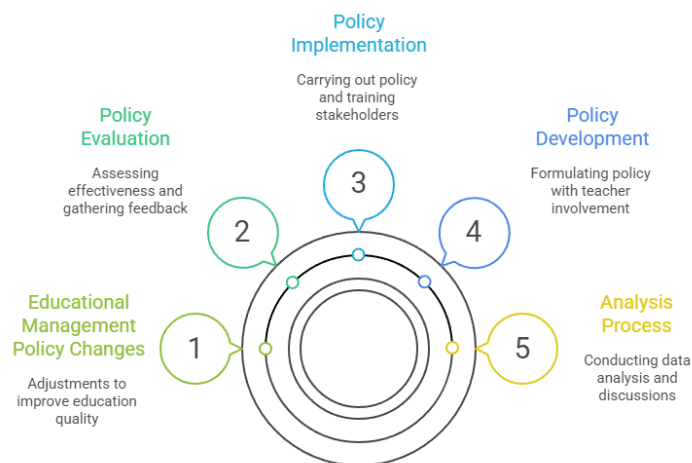 Policy
Implementation
Carrying out policy
and training
stakeholders
3
Policy
Evaluation
Assessing
effectiveness and
gathering feedback
2
Policy
Development
Formulating policy
with teacher
involvement
4
Educational
Management
Policy Changes
Adjustments to
improve education
quality
1
Analysis
Process
Conducting data
analysis and
discussions
5